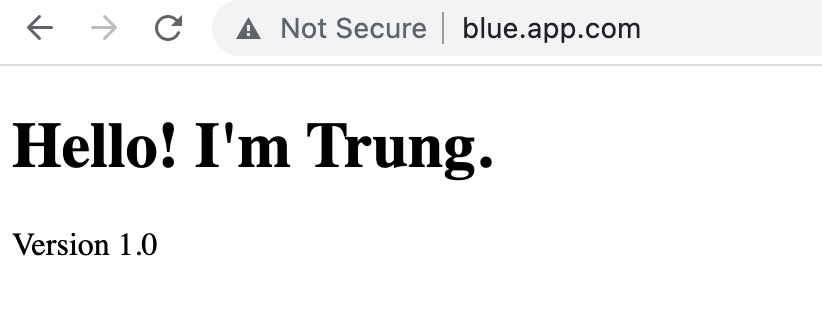 Not Secure | blue.app.com
Hello! I'm Trung.
Version 1.0